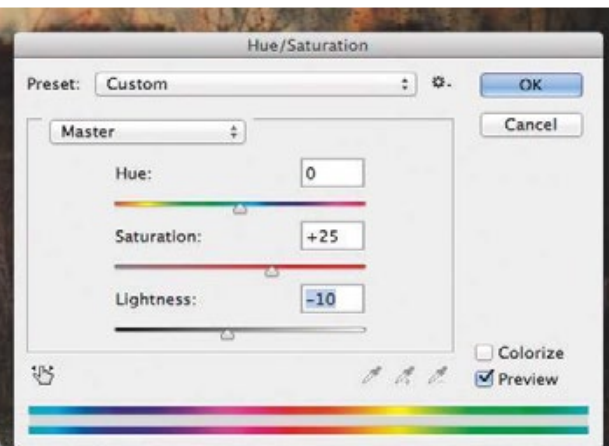 Hue/Saturation
Preset: Custom
OK
Master
Cancel
Hue: 0
Saturation: +25
Lightness: -10
Colorize
Preview